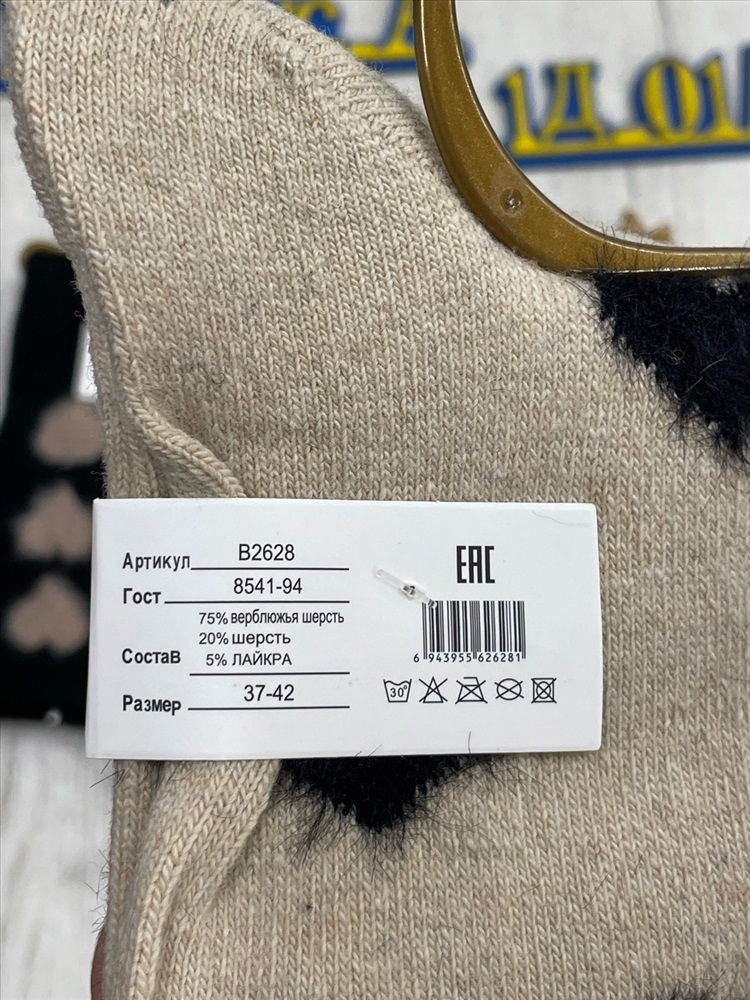 1Д_01
Артикул B2628
Гост 8541-94
75% верблюжья шерсть
20% шерсть
Состав 5% ЛАЙКРА
Размер 37-42
EAC
6 943955 626281
30°